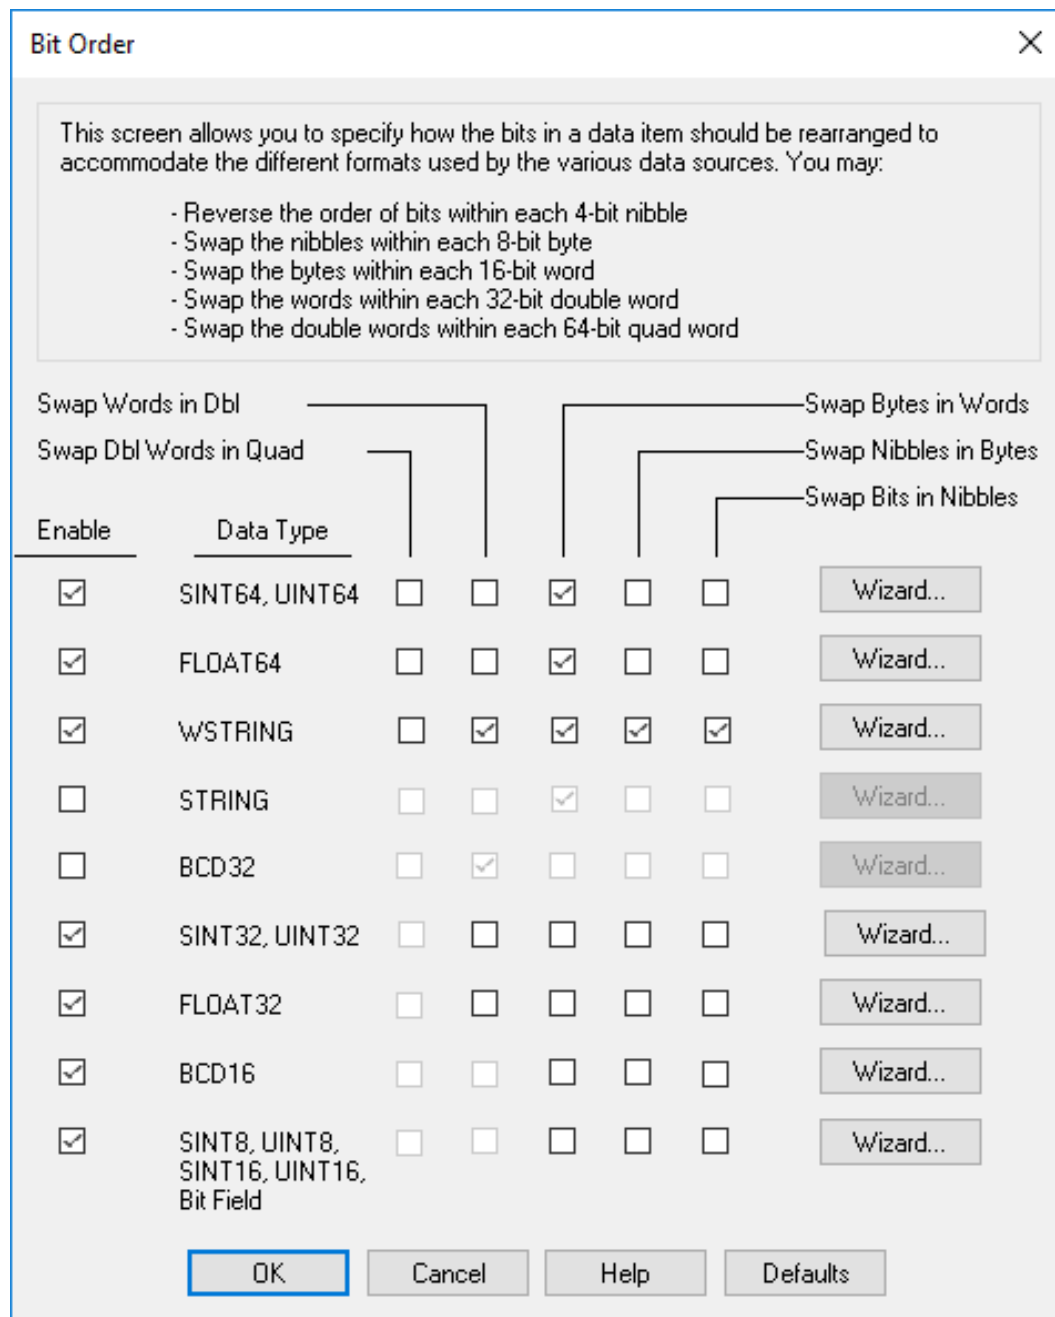 Bit Order
This screen allows you to specify how the bits in a data item should be rearranged to
accommodate the different formats used by the various data sources. You may:
- Reverse the order of bits within each 4-bit nibble
- Swap the nibbles within each 8-bit byte
- Swap the bytes within each 16-bit word
- Swap the words within each 32-bit double word
- Swap the double words within each 64-bit quad word
Swap Words in Dbl
Swap Bytes in Words
Swap Dbl Words in Quad
Swap Nibbles in Bytes
Swap Bits in Nibbles
Enable Data Type
SINT64, UINT64 Wizard...
FLOAT64 Wizard...
WSTRING Wizard...
STRING Wizard...
BCD32 Wizard...
SINT32, UINT32 Wizard...
FLOAT32 Wizard...
BCD16 Wizard...
SINT8, UINT8, Wizard...
SINT16, UINT16,
Bit Field
OK Cancel Help Defaults